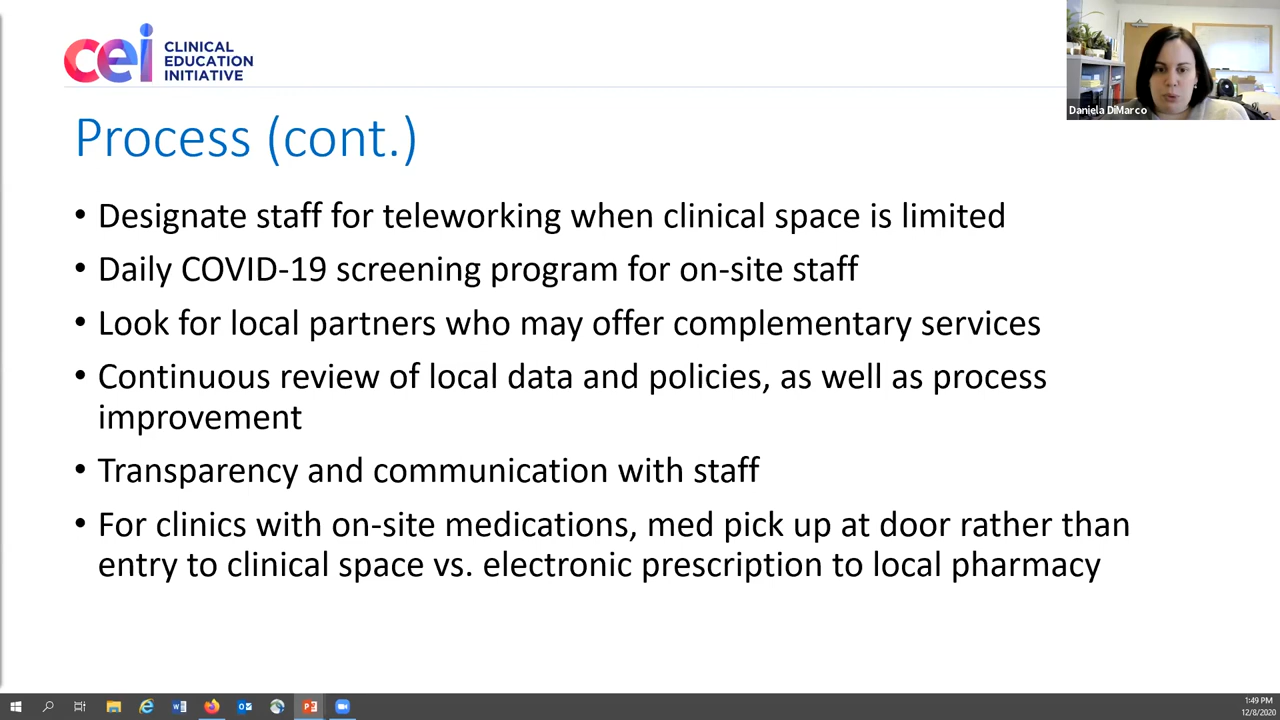 cei CLINICAL
EDUCATION
INITIATIVE
Daniela DiMarco
Process (cont.)
• Designate staff for teleworking when clinical space is limited
• Daily COVID-19 screening program for on-site staff
• Look for local partners who may offer complementary services
• Continuous review of local data and policies, as well as process
improvement
• Transparency and communication with staff
• For clinics with on-site medications, med pick up at door rather than
entry to clinical space vs. electronic prescription to local pharmacy
1:49 PM
12/8/2020